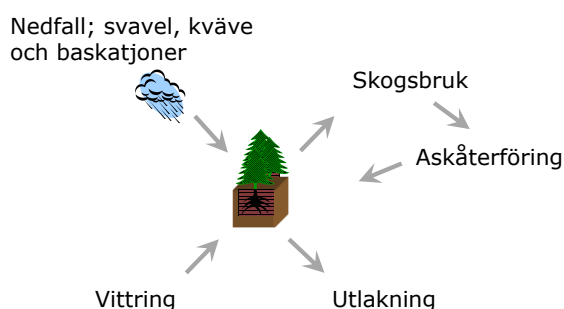 Nedfall; svavel, kväve
och baskatjoner
Skogsbruk
Askåterföring
Vittring
Utlakning